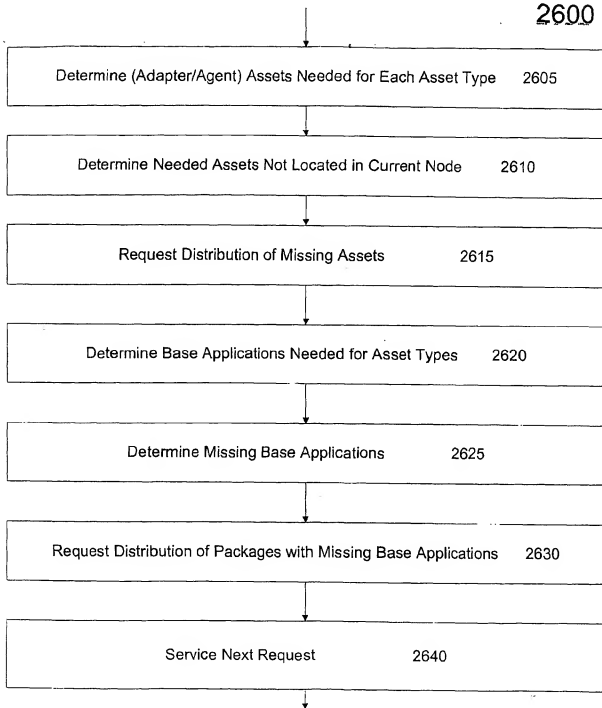 2600
Determine (Adapter/Agent) Assets Needed for Each Asset Type 2605
Determine Needed Assets Not Located in Current Node 2610
Request Distribution of Missing Assets 2615
Determine Base Applications Needed for Asset Types 2620
Determine Missing Base Applications 2625
Request Distribution of Packages with Missing Base Applications 2630
Service Next Request 2640